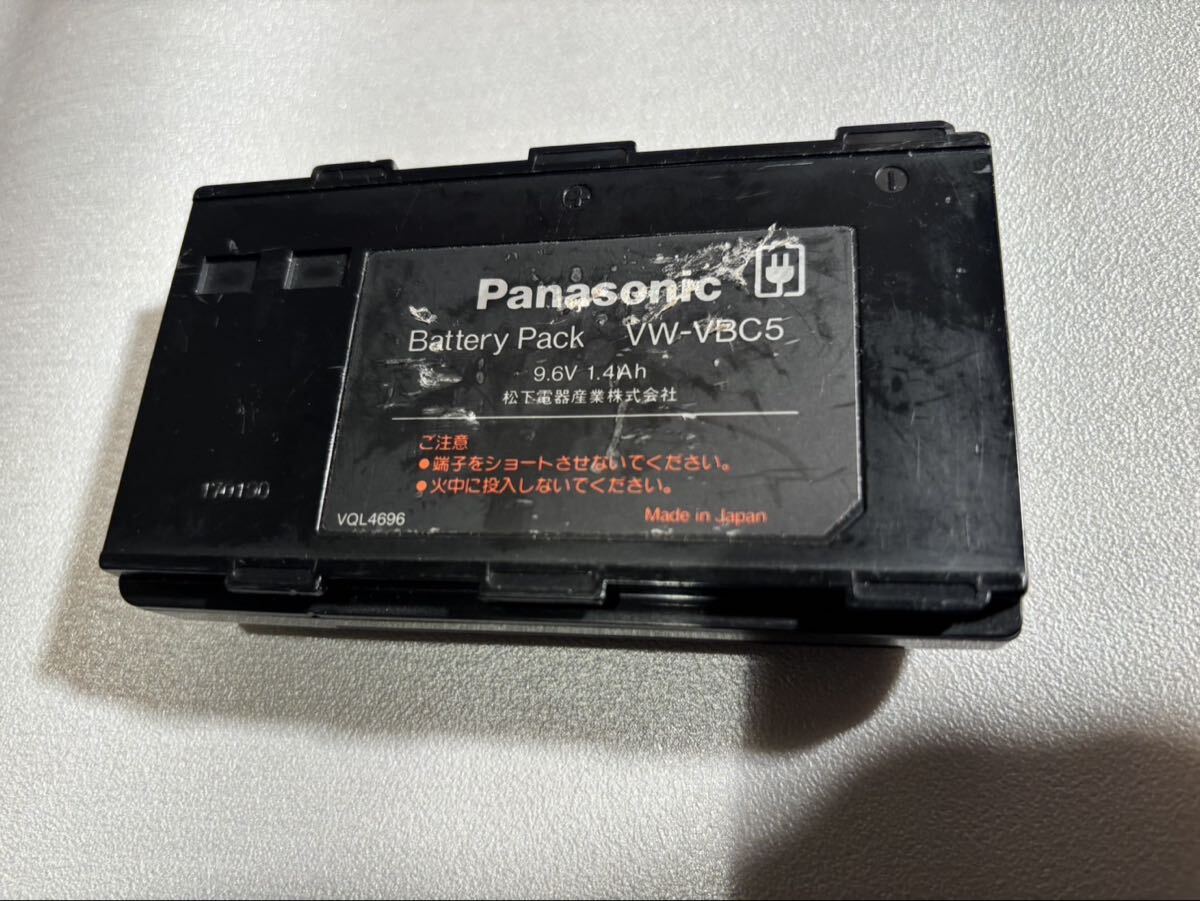 Panasonic
Battery Pack VW-VBC5
9.6V 1.4Ah
松下電器産業株式会社
ご注意
●端子をショートさせないでください。
●火中に投入しないでください。
VQL4696 Made in Japan